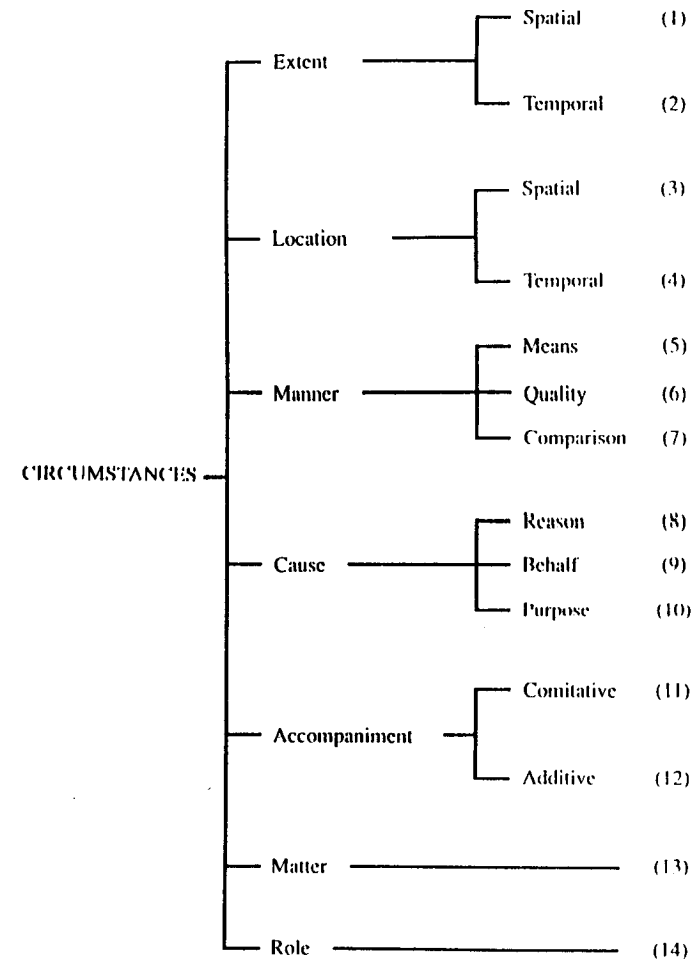 Spatial (1)
Extent
Temporal (2)
Spatial (3)
Location
Temporal (4)
Means (5)
Manner Quality (6)
Comparison (7)
CIRCUMSTANCES
Reason (8)
Cause Behalf (9)
Purpose (10)
Comitative (11)
Accompaniment
Additive (12)
Matter (13)
Role (14)